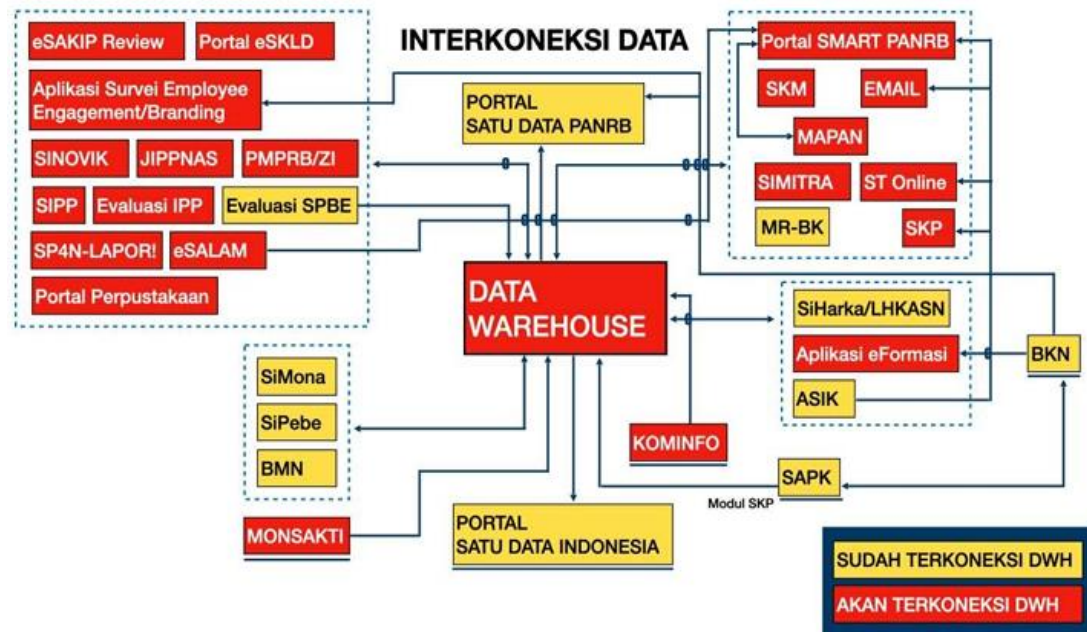 INTERKONEKSI DATA
eSAKIP Review
Portal eSKLD
Aplikasi Survei Employee
Engagement/Branding
SINOVIK
JIPPNAS
PMPRB/ZI
SIPP
Evaluasi IPP
Evaluasi SPBE
SP4N-LAPOR!
eSALAM
Portal Perpustakaan
PORTAL
SATU DATA PANRB
Portal SMART PANRB
SKM
EMAIL
MAPAN
SIMITRA
ST Online
MR-BK
SKP
DATA
WAREHOUSE
SiHarka/LHKASN
Aplikasi eFormasi
ASIK
BKN
SiMona
SiPebe
BMN
KOMINFO
SAPK
Modul SKP
MONSAKTI
PORTAL
SATU DATA INDONESIA
SUDAH TERKONEKSI DWH
AKAN TERKONEKSI DWH